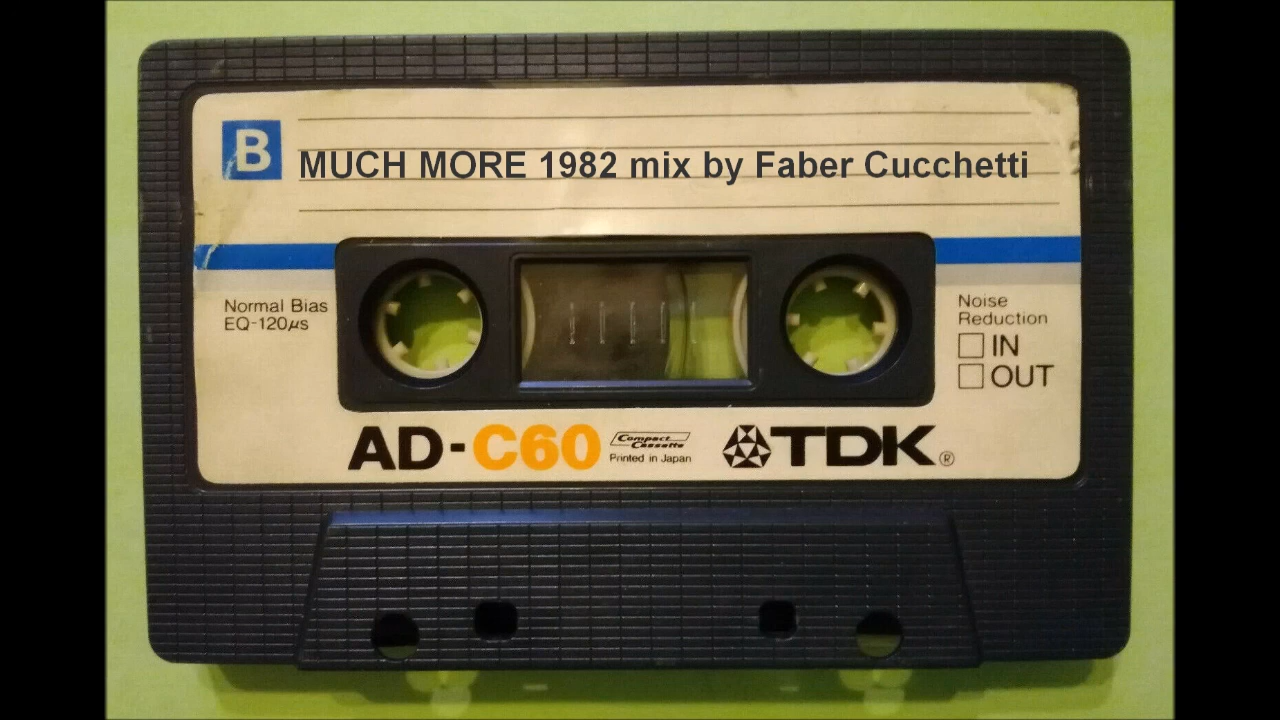 B
MUCH MORE 1982 mix by Faber Cucchetti
Normal Bias
EQ-120µs
Noise
Reduction
IN
OUT
AD-C60
Compact
Cassette
Printed in Japan
TDK®